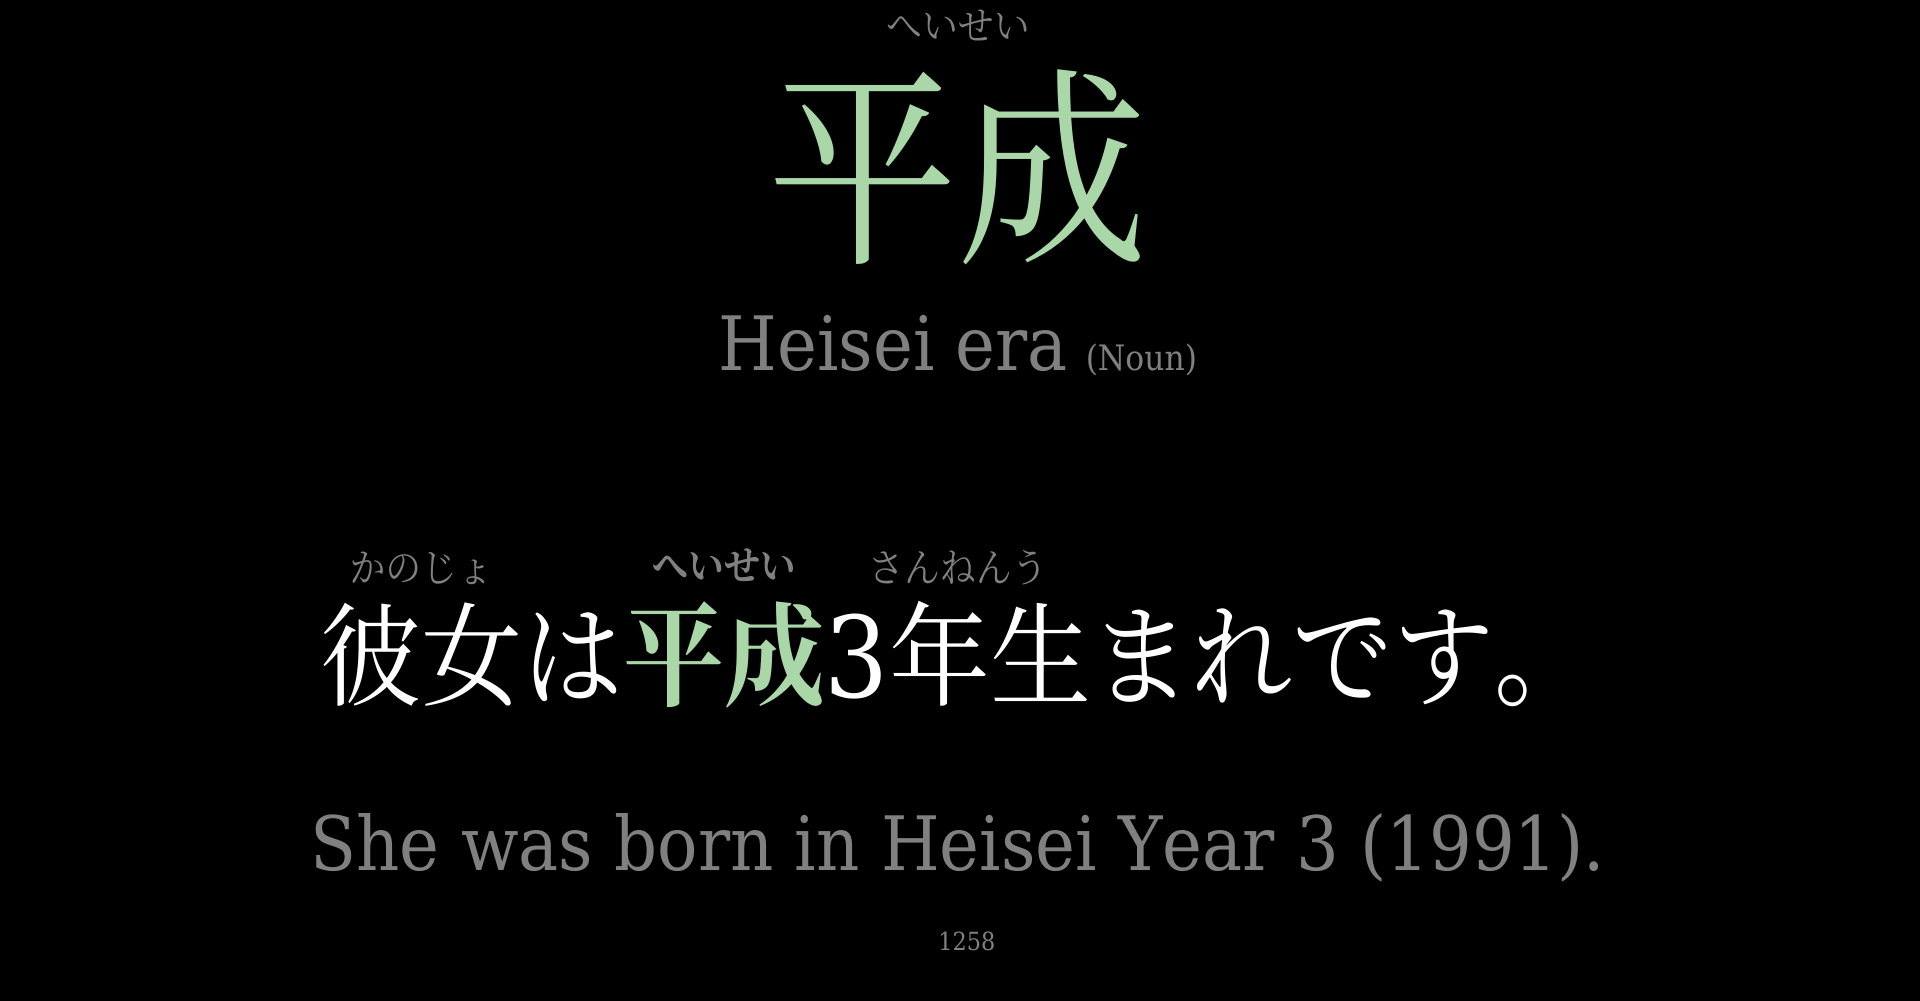 へいせい
平成
Heisei era (Noun)
かのじょ へいせい さんねんう
彼女は平成3年生まれです。
She was born in Heisei Year 3 (1991).
1258